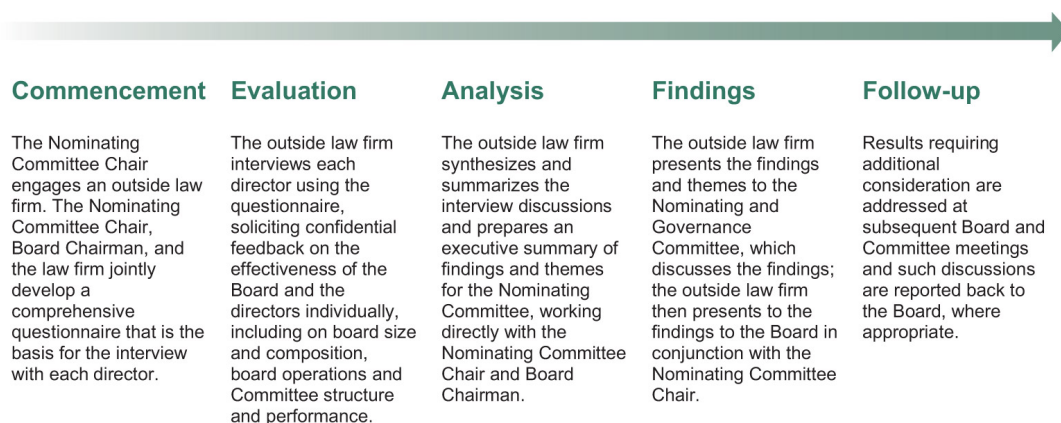 Commencement
The Nominating
Committee Chair
engages an outside law
firm. The Nominating
Committee Chair,
Board Chairman, and
the law firm jointly
develop a
comprehensive
questionnaire that is the
basis for the interview
with each director.
Evaluation
The outside law firm
interviews each
director using the
questionnaire,
soliciting confidential
feedback on the
effectiveness of the
Board and the
directors individually,
including on board size
and composition,
board operations and
Committee structure
and performance.
Analysis
The outside law firm
synthesizes and
summarizes the
interview discussions
and prepares an
executive summary of
findings and themes
for the Nominating
Committee, working
directly with the
Nominating Committee
Chair and Board
Chairman.
Findings
The outside law firm
presents the findings
and themes to the
Nominating and
Governance
Committee, which
discusses the findings;
the outside law firm
then presents to the
findings to the Board in
conjunction with the
Nominating Committee
Chair.
Follow-up
Results requiring
additional
consideration are
addressed at
subsequent Board and
Committee meetings
and such discussions
are reported back to
the Board, where
appropriate.